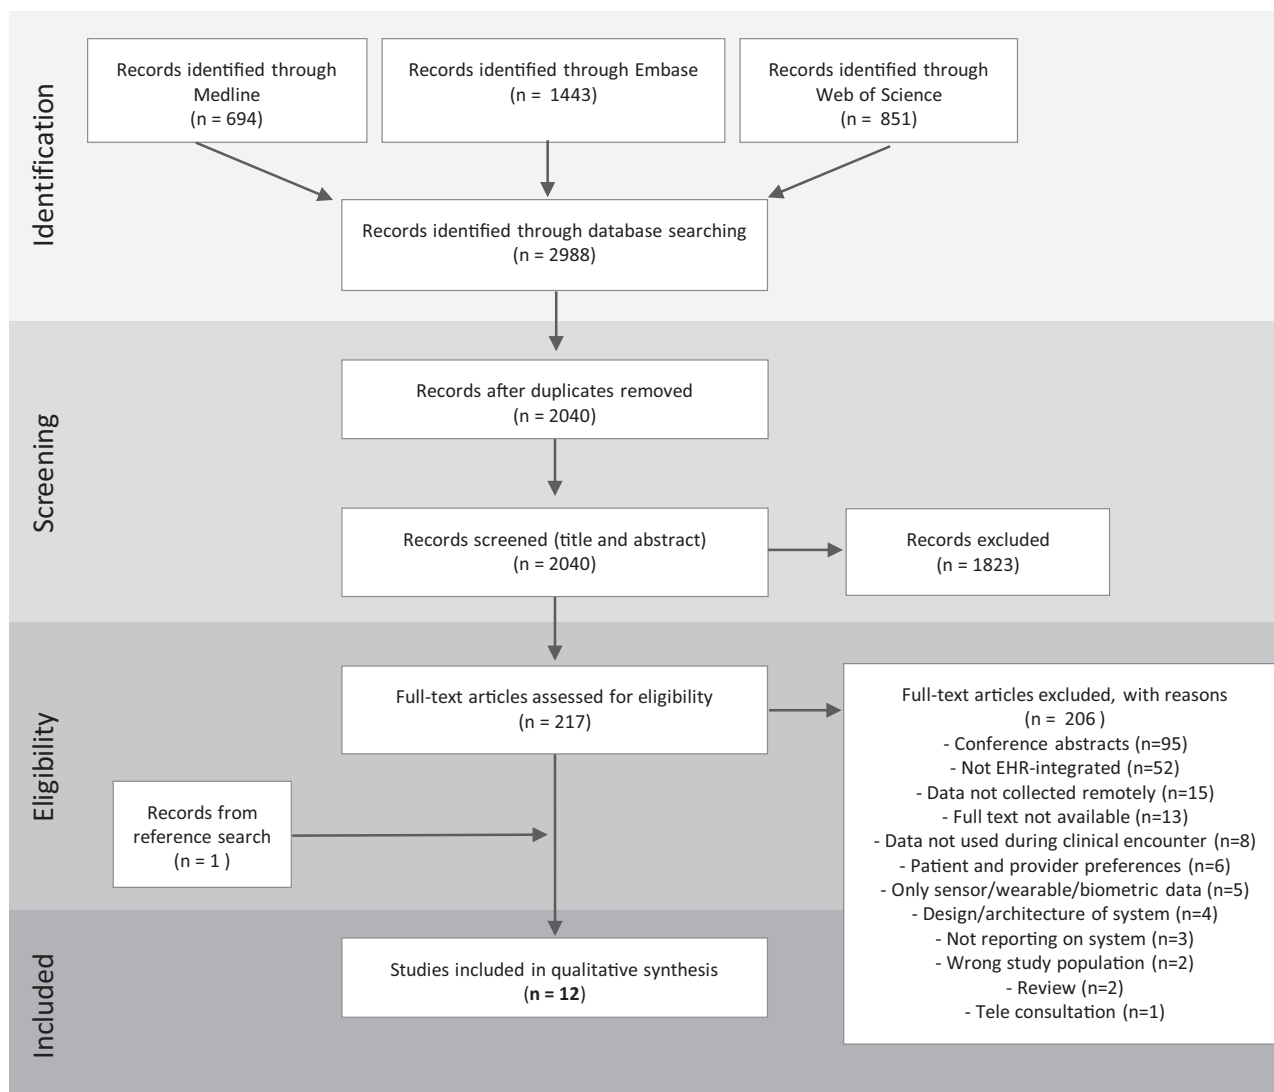 Identification
Records identified through
Medline
(n = 694)
Records identified through Embase
(n = 1443)
Records identified through
Web of Science
(n = 851)
Records identified through database searching
(n = 2988)
Screening
Records after duplicates removed
(n = 2040)
Records screened (title and abstract)
(n = 2040)
Records excluded
(n = 1823)
Eligibility
Full-text articles assessed for eligibility
(n = 217)
Full-text articles excluded, with reasons
(n = 206 )
- Conference abstracts (n=95)
- Not EHR-integrated (n=52)
- Data not collected remotely (n=15)
- Full text not available (n=13)
- Data not used during clinical encounter (n=8)
- Patient and provider preferences (n=6)
- Only sensor/wearable/biometric data (n=5)
- Design/architecture of system (n=4)
- Not reporting on system (n=3)
- Wrong study population (n=2)
- Review (n=2)
- Tele consultation (n=1)
Records from
reference search
(n = 1 )
Included
Studies included in qualitative synthesis
(n = 12)